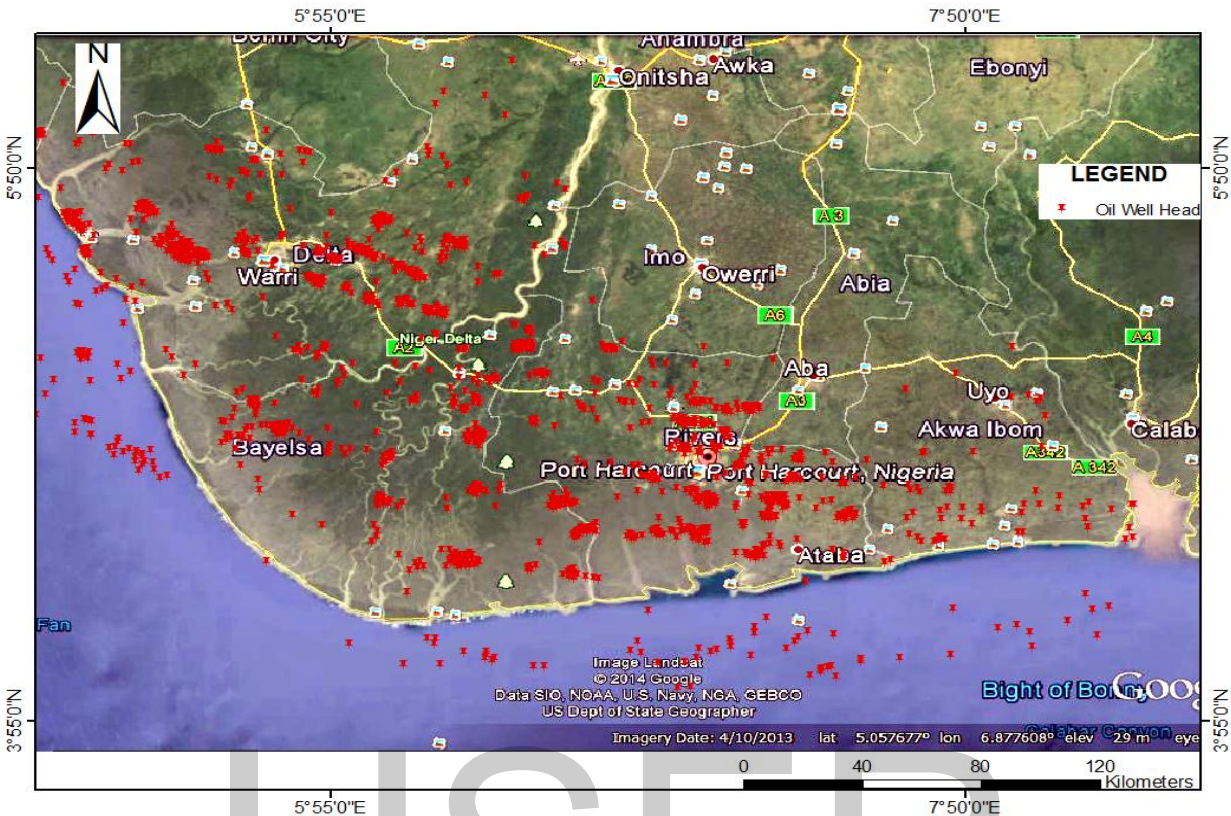 5°55'0"E 7°50'0"E
N
Anambra
Awka
Onitsha
Ebonyi
5°50'0"N
5°50'0"N
LEGEND
Oil Well Head
A 3
Delta
Warri
Imo
Owerri
Abia
A6
Niger Delta
A2
A4
Aba
A3
Uyo
Akwa Ibom
Calab
A342
A 342
Bayelsa
Rivers
Port Harcourt
Port Harcourt, Nigeria
Ataba
Fan
Image Landsat
© 2014 Google
Data SIO, NOAA, U.S. Navy, NGA, GEBCO
US Dept of State Geographer
Bight of Bonny
Goog
Calabar Canyon
Imagery Date: 4/10/2013 lat 5.057677° lon 6.877608° elev 29 m eye
3°55'0"N
3°55'0"N
0 40 80 120
Kilometers
5°55'0"E 7°50'0"E